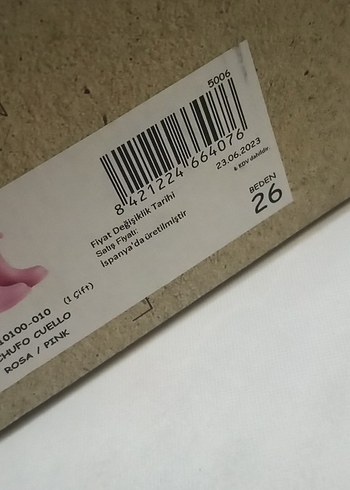 5006
8 421224 664076
Fiyat Değişiklik Tarihi
23.06.2023
Satış Fiyatı:
KDV dahildir.
İspanya'da üretilmiştir
BEDEN
26
(1 Çift)
10100-010
CHUFO CUELLO
ROSA / PINK